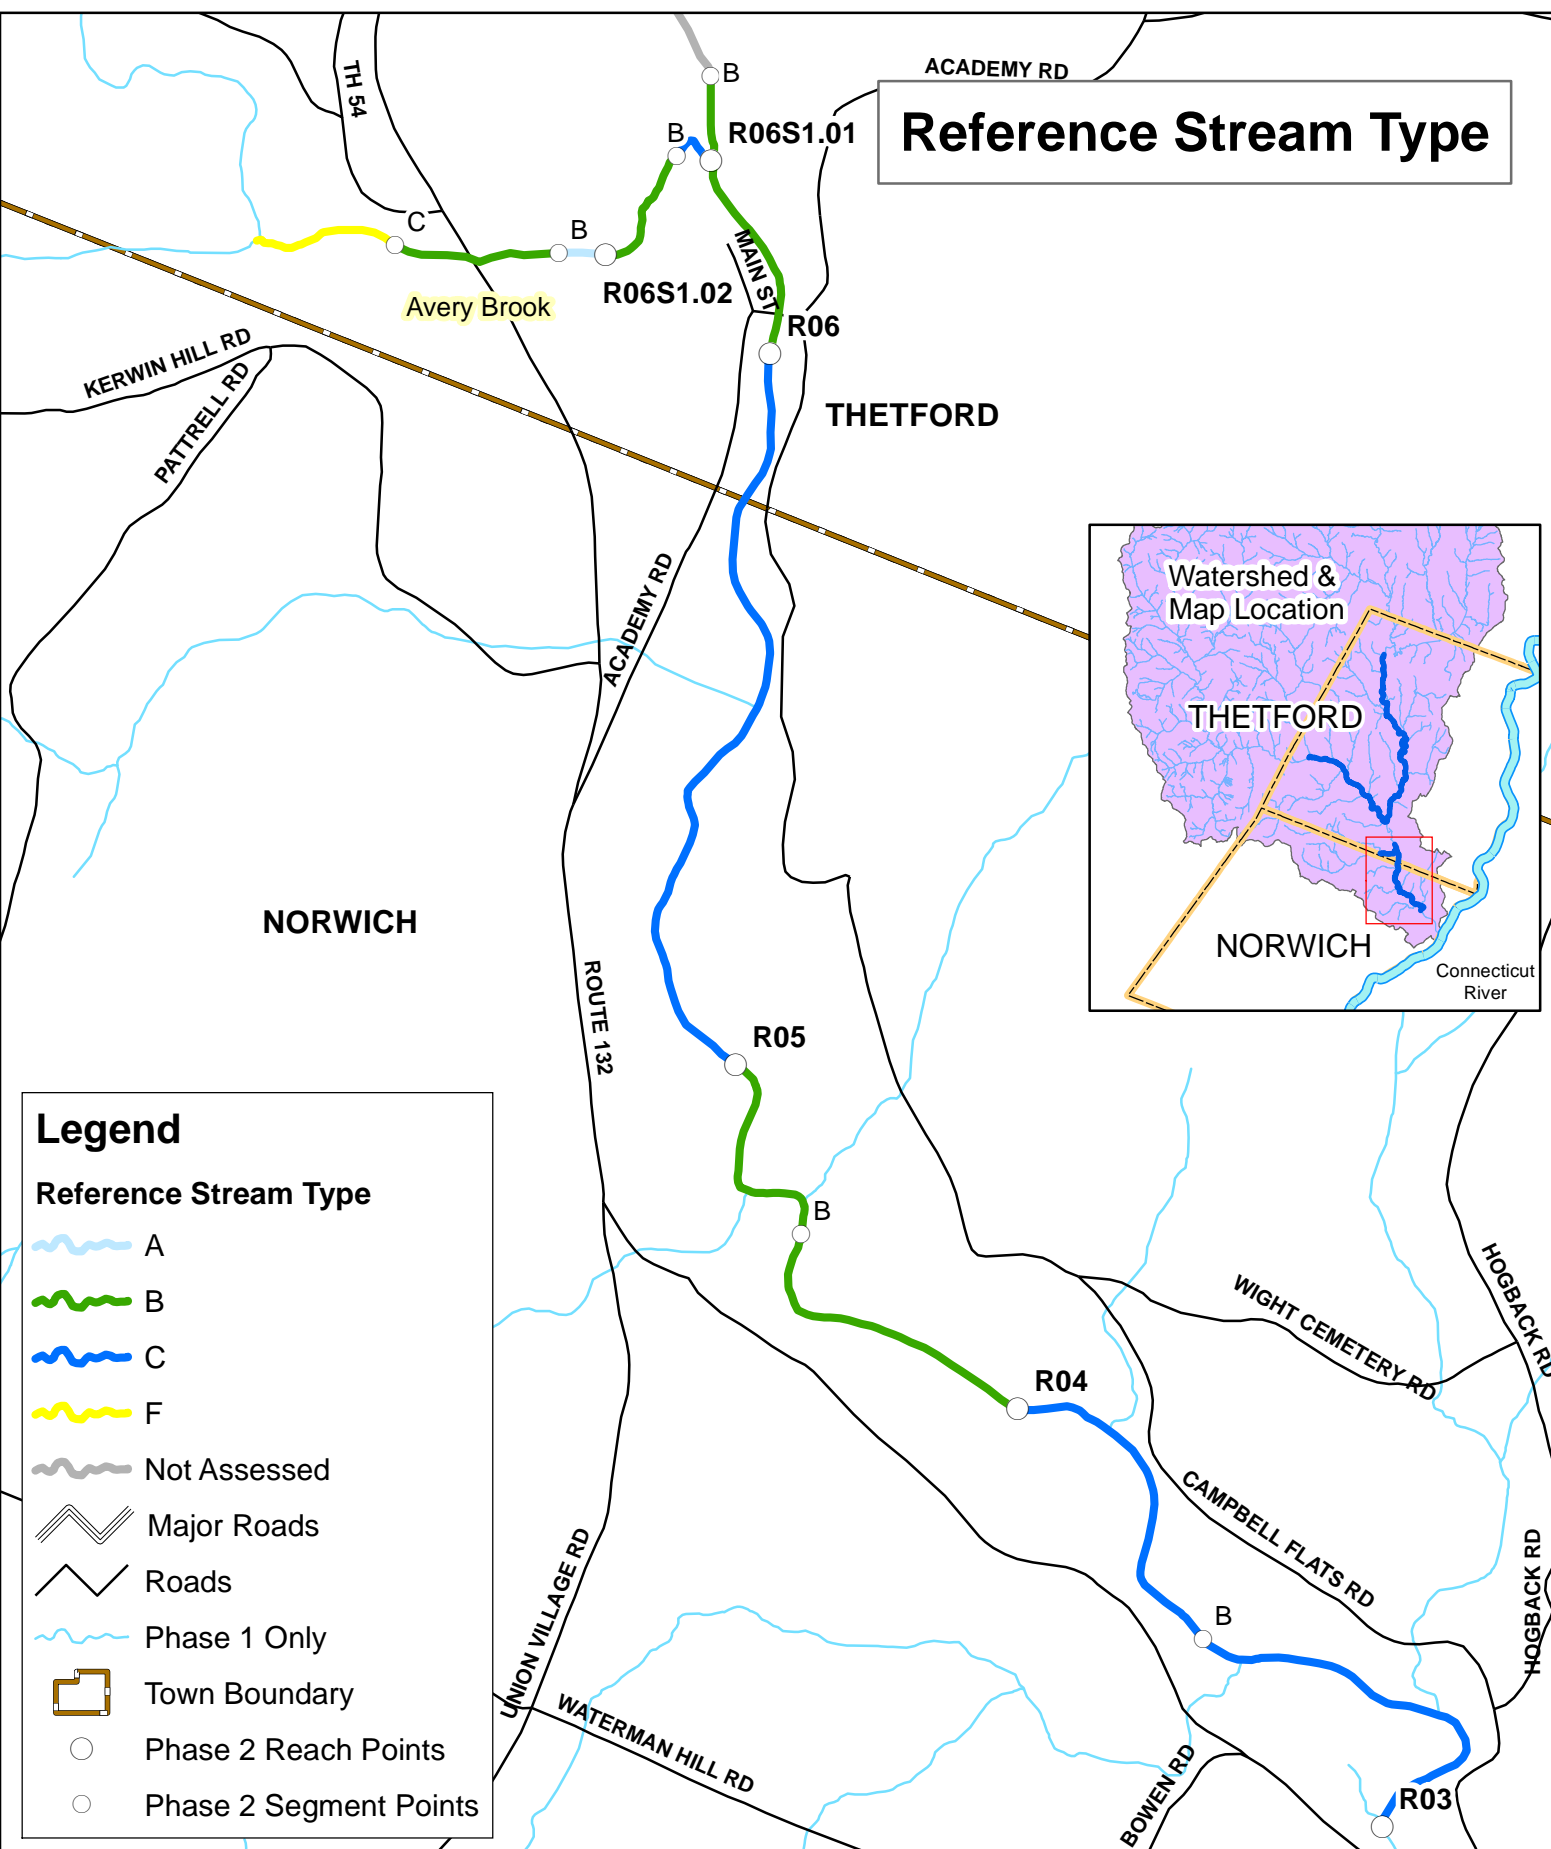 ACADEMY RD
TH 54
B
B
R06S1.01
Reference Stream Type
C
B
MAIN ST
R06S1.02
Avery Brook
R06
KERWIN HILL RD
PATTRELL RD
THETFORD
ACADEMY RD
Watershed &
Map Location
THETFORD
NORWICH
Connecticut
River
NORWICH
ROUTE 132
R05
B
R04
WIGHT CEMETERY RD
HOGBACK RD
CAMPBELL FLATS RD
HOGBACK RD
B
UNION VILLAGE RD
WATERMAN HILL RD
BOWEN RD
R03
Legend
Reference Stream Type
A
B
C
F
Not Assessed
Major Roads
Roads
Phase 1 Only
Town Boundary
Phase 2 Reach Points
Phase 2 Segment Points